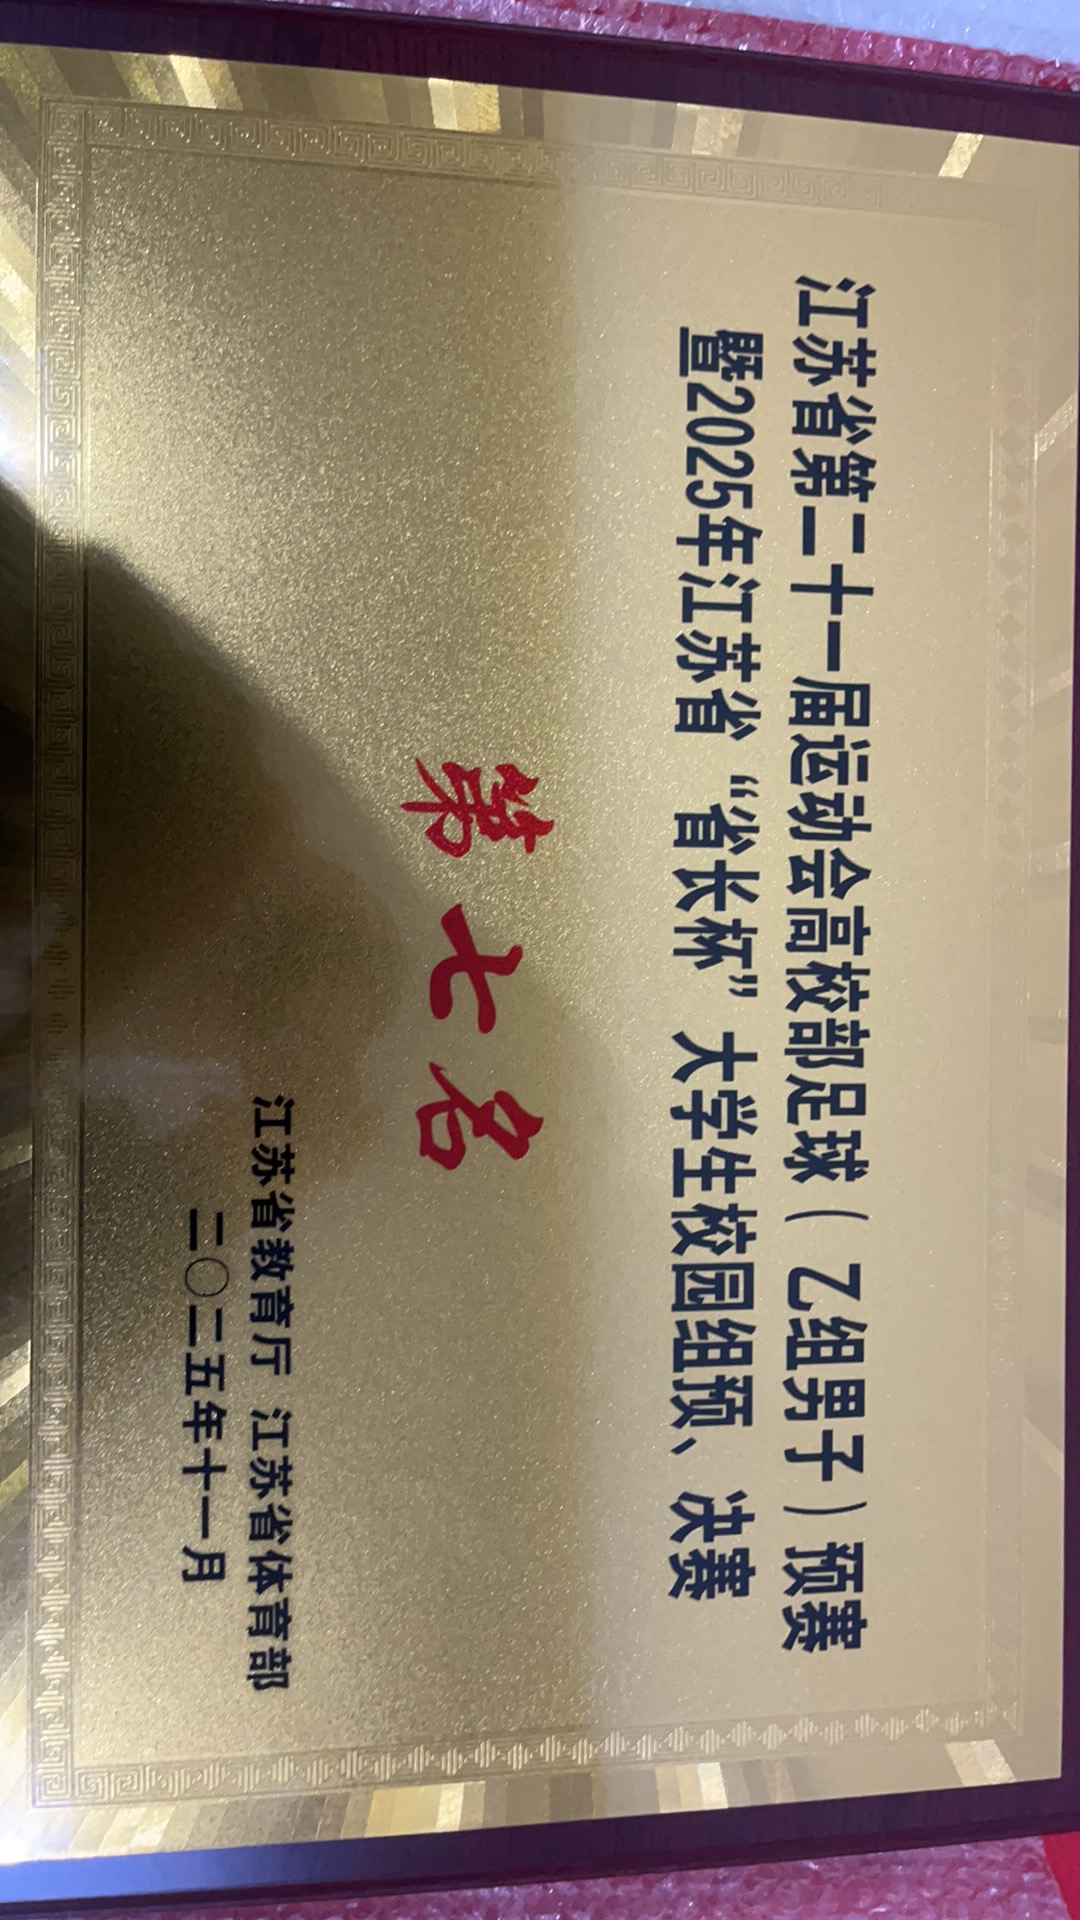 江苏省第二十一届运动会高校部足球（乙组男子）预赛
暨2025年江苏省“省长杯”大学生校园组预、决赛
第七名
江苏省教育厅 江苏省体育部
二〇二五年十一月